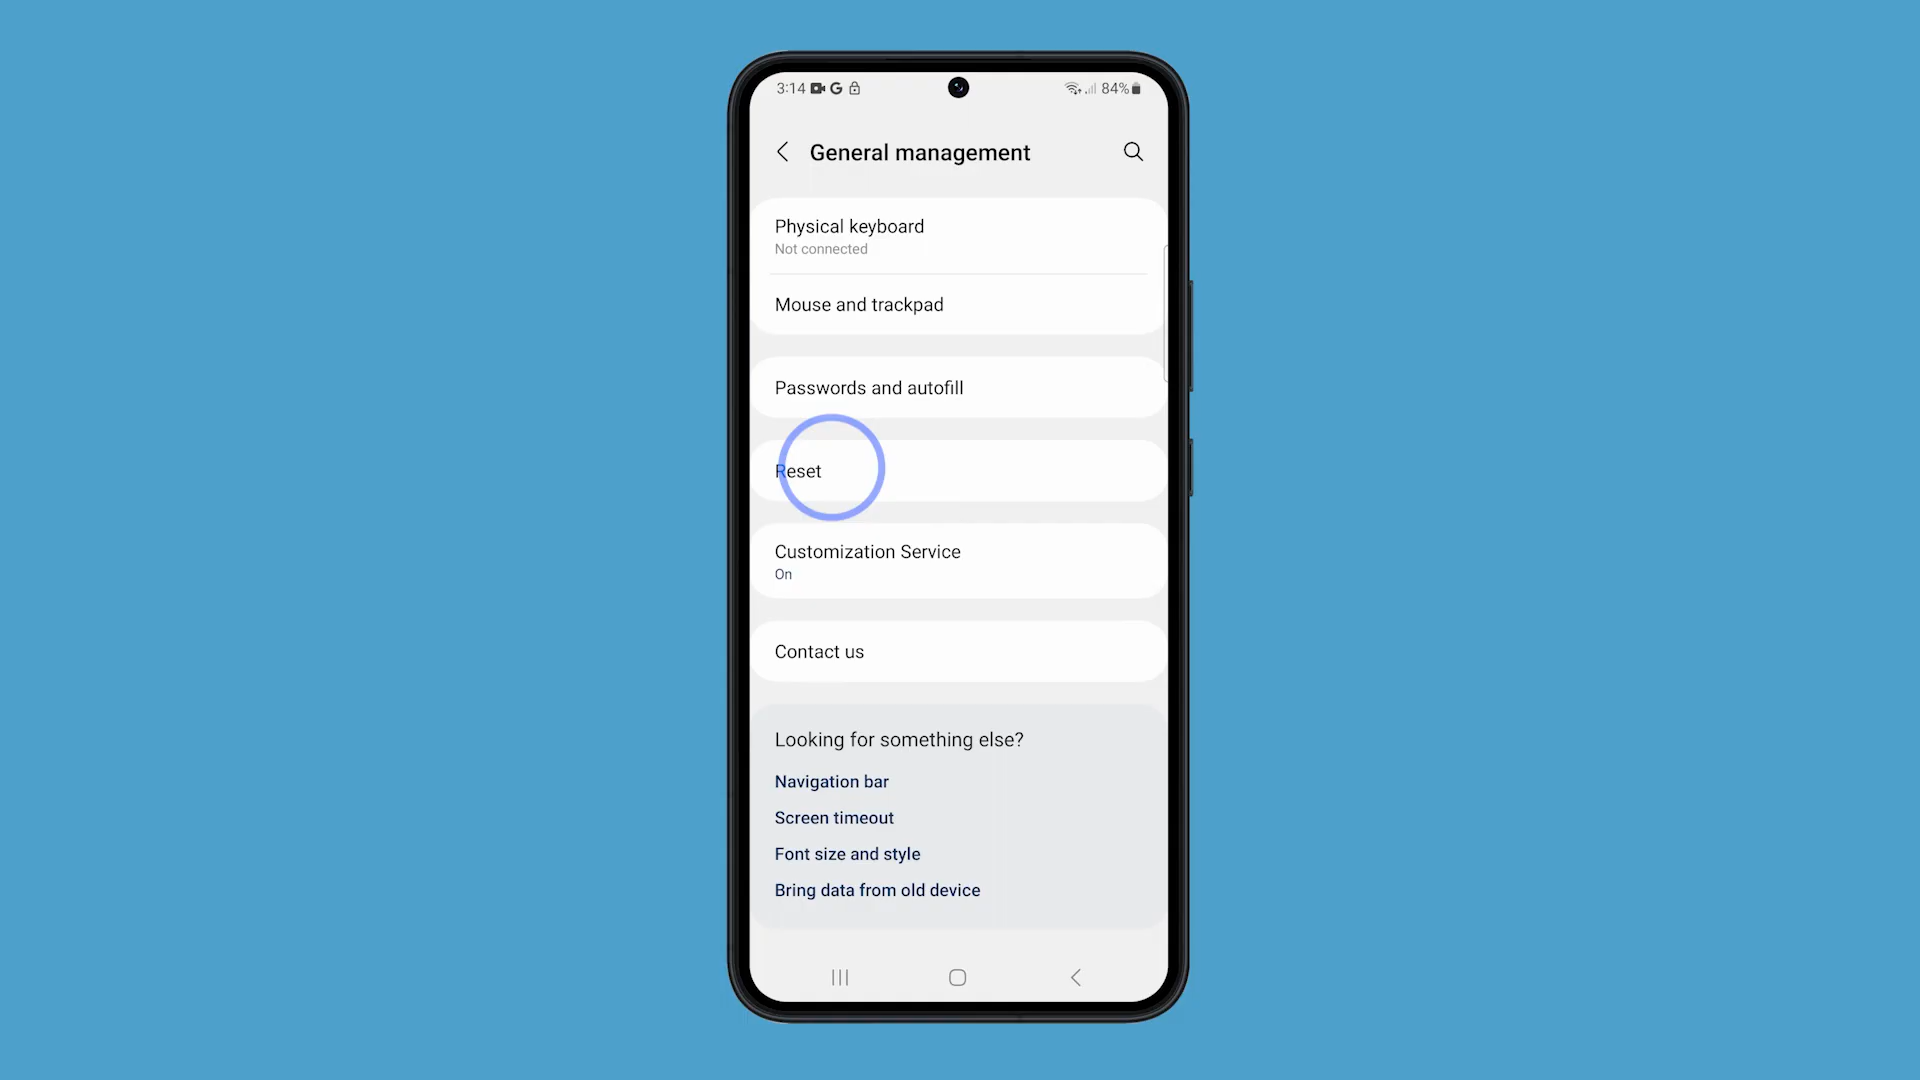 3:14 G 84%
General management
Physical keyboard
Not connected
Mouse and trackpad
Passwords and autofill
Reset
Customization Service
On
Contact us
Looking for something else?
Navigation bar
Screen timeout
Font size and style
Bring data from old device